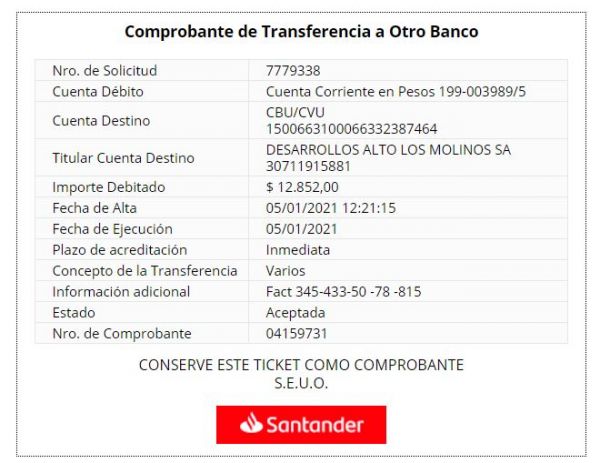 Comprobante de Transferencia a Otro Banco
Nro. de Solicitud 7779338
Cuenta Débito Cuenta Corriente en Pesos 199-003989/5
Cuenta Destino CBU/CVU
1500663100066332387464
Titular Cuenta Destino DESARROLLOS ALTO LOS MOLINOS SA
30711915881
Importe Debitado $ 12.852,00
Fecha de Alta 05/01/2021 12:21:15
Fecha de Ejecución 05/01/2021
Plazo de acreditación Inmediata
Concepto de la Transferencia Varios
Información adicional Fact 345-433-50 -78 -815
Estado Aceptada
Nro. de Comprobante 04159731
CONSERVE ESTE TICKET COMO COMPROBANTE
S.E.U.O.
Santander